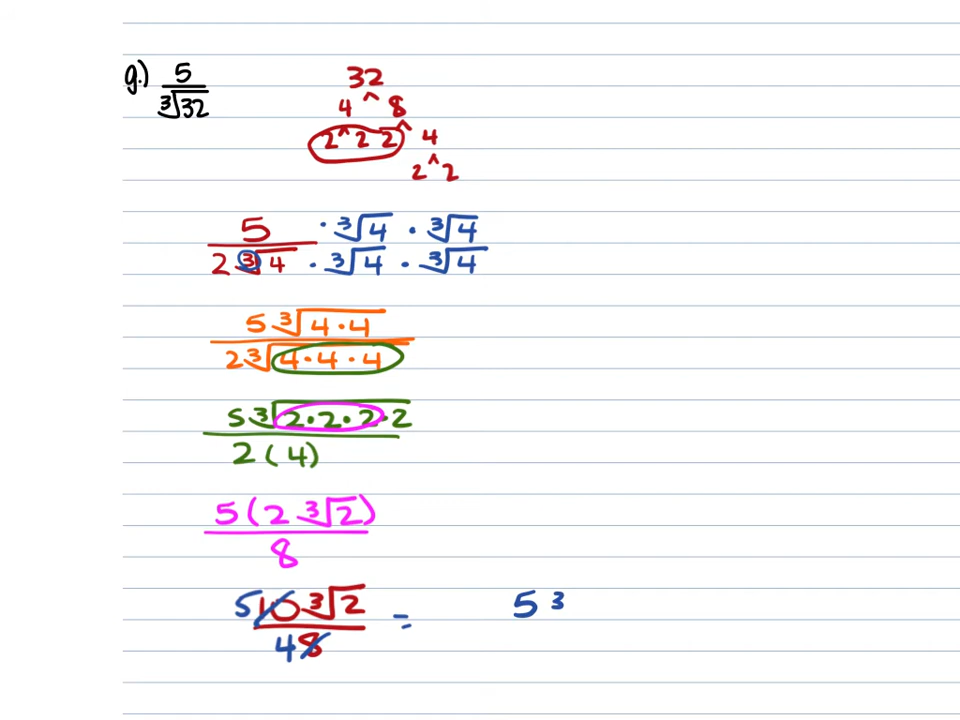 g.) 5
∛32
32
4 ^ 8
2 ^ 2 2 ^ 4
2 ^ 2
5 · ∛4 · ∛4
2 ∛4 · ∛4 · ∛4
5 ∛4 · 4
2 ∛4 · 4 · 4
5 ∛2 · 2 · 2 · 2
2 ( 4 )
5 ( 2 ∛2 )
8
5 10 ∛2 = 5 3
4 8